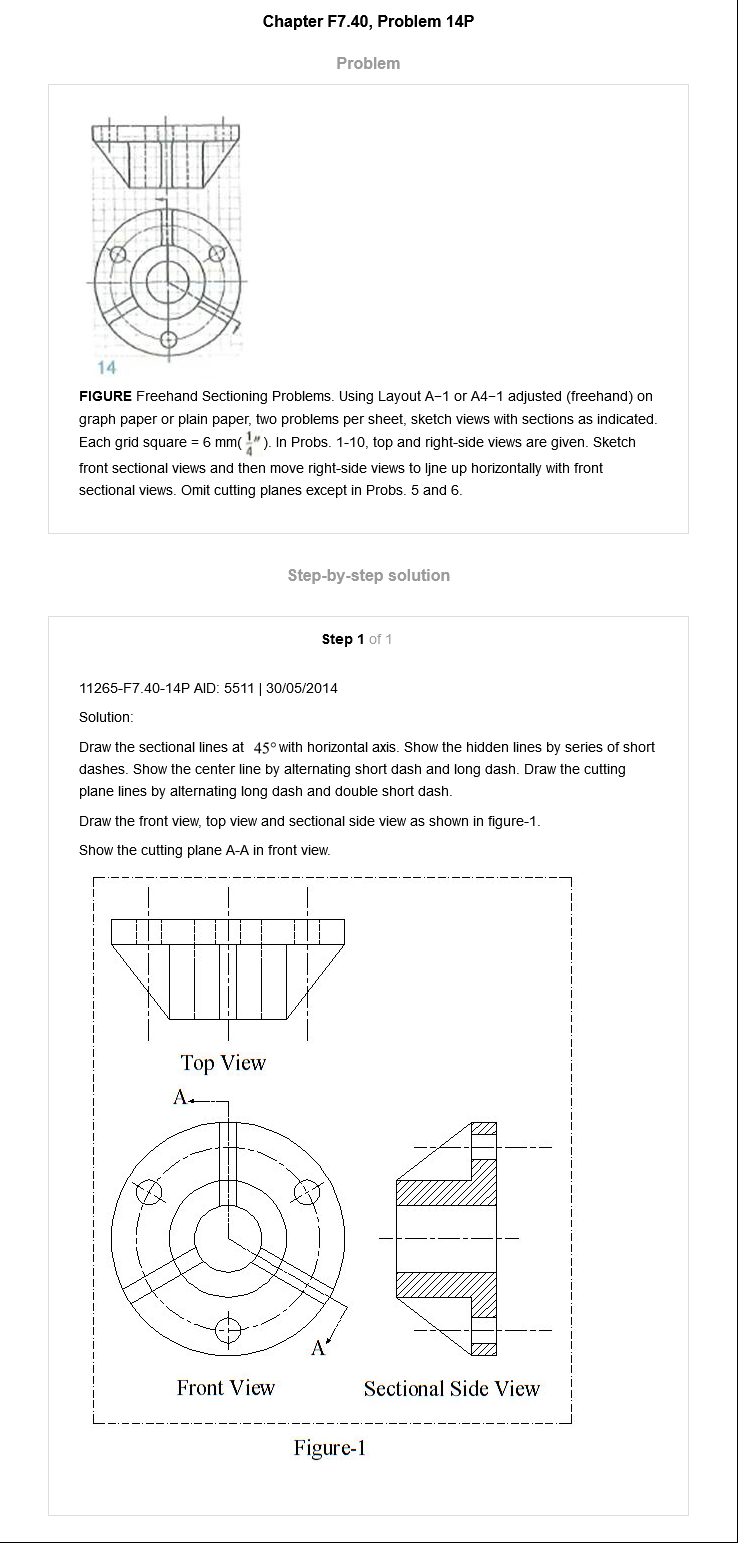 Chapter F7.40, Problem 14P
Problem
14
FIGURE Freehand Sectioning Problems. Using Layout A–1 or A4–1 adjusted (freehand) on
graph paper or plain paper, two problems per sheet, sketch views with sections as indicated.
Each grid square = 6 mm( 1/4″ ). In Probs. 1-10, top and right-side views are given. Sketch
front sectional views and then move right-side views to ljne up horizontally with front
sectional views. Omit cutting planes except in Probs. 5 and 6.
Step-by-step solution
Step 1 of 1
11265-F7.40-14P AID: 5511 | 30/05/2014
Solution:
Draw the sectional lines at 45° with horizontal axis. Show the hidden lines by series of short
dashes. Show the center line by alternating short dash and long dash. Draw the cutting
plane lines by alternating long dash and double short dash.
Draw the front view, top view and sectional side view as shown in figure-1.
Show the cutting plane A-A in front view.
Top View
A
A
Front View
Sectional Side View
Figure-1